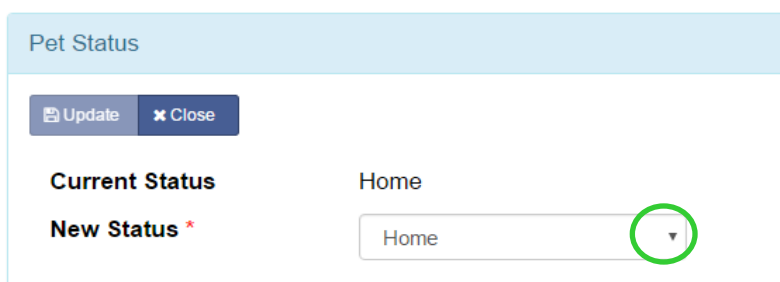 Pet Status
Update Close
Current Status Home
New Status * Home